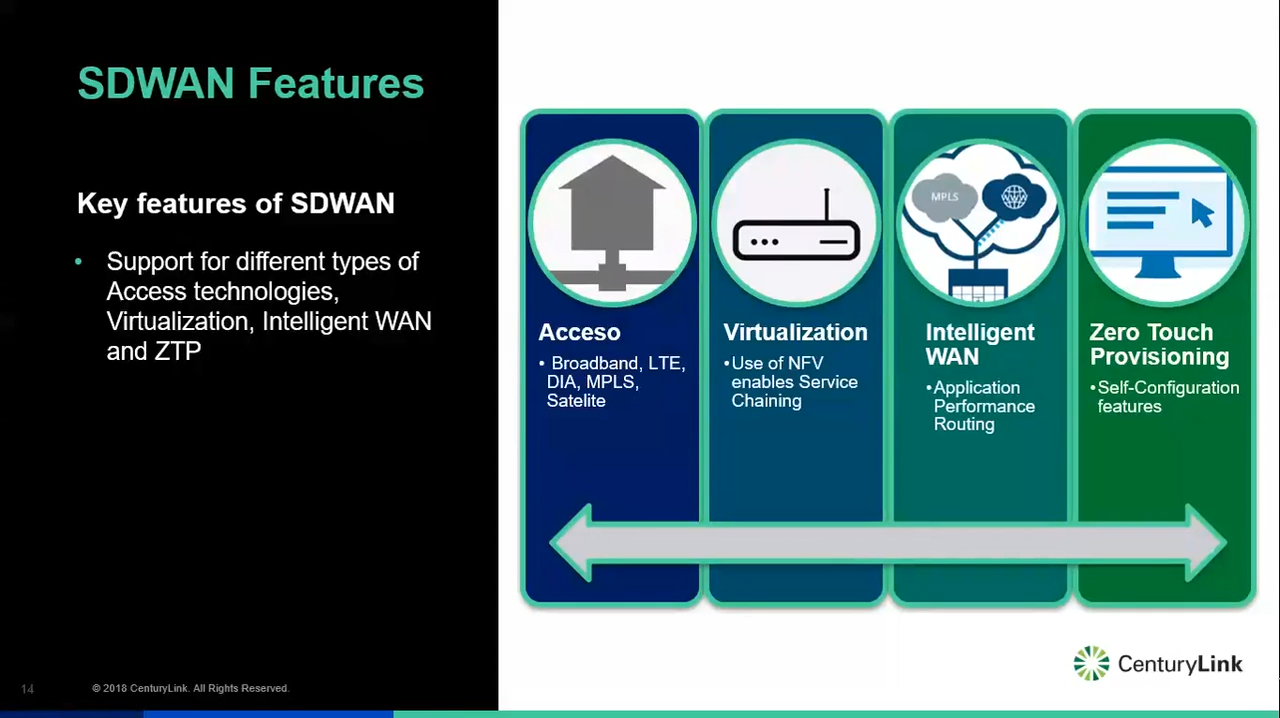 SDWAN Features
Key features of SDWAN
• Support for different types of
Access technologies,
Virtualization, Intelligent WAN
and ZTP
Acceso
• Broadband, LTE,
DIA, MPLS,
Satelite
Virtualization
•Use of NFV
enables Service
Chaining
MPLS
WWW
Intelligent
WAN
•Application
Performance
Routing
Zero Touch
Provisioning
•Self-Configuration
features
CenturyLink
14
© 2018 CenturyLink. All Rights Reserved.